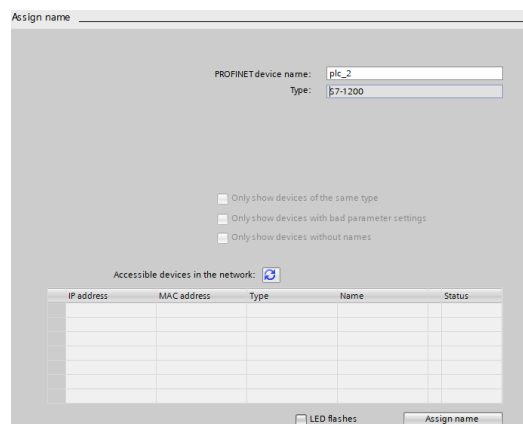 Assign name
PROFINET device name: plc_2
Type: S7-1200
Only show devices of the same type
Only show devices with bad parameter settings
Only show devices without names
Accessible devices in the network:
IP address MAC address Type Name Status
LED flashes Assign name